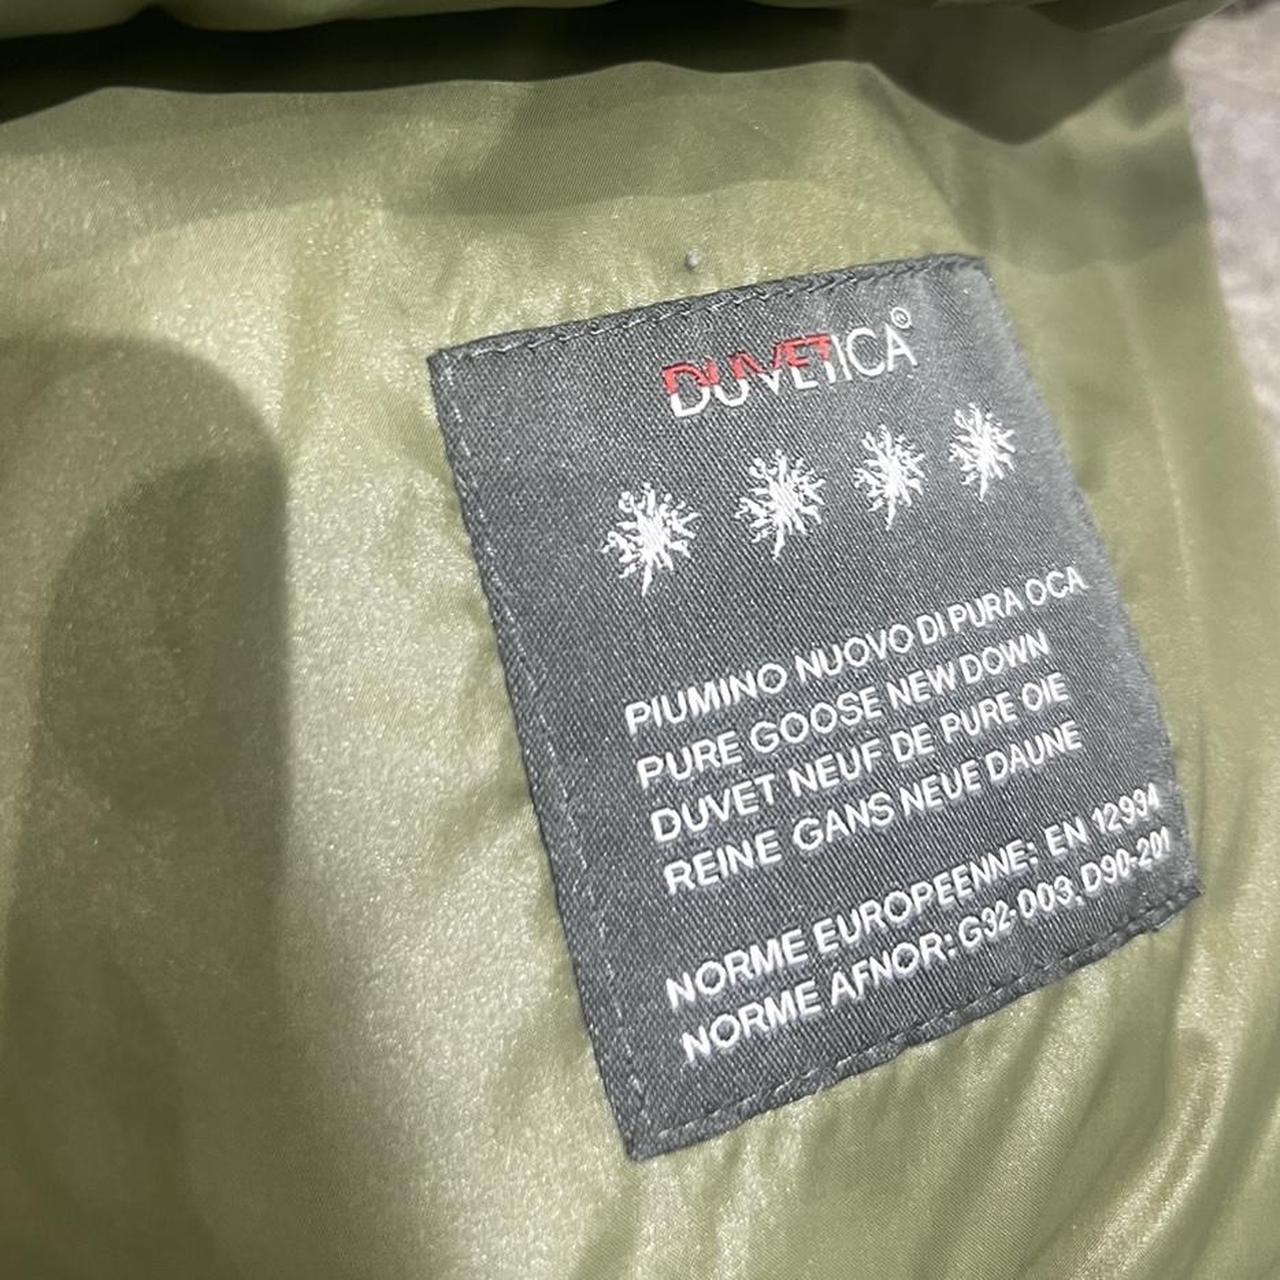 DUVETICA®
PIUMINO NUOVO DI PURA OCA
PURE GOOSE NEW DOWN
DUVET NEUF DE PURE OIE
REINE GANS NEUE DAUNE
NORME EUROPEENNE: EN 12934
NORME AFNOR: G32-003, D90-201